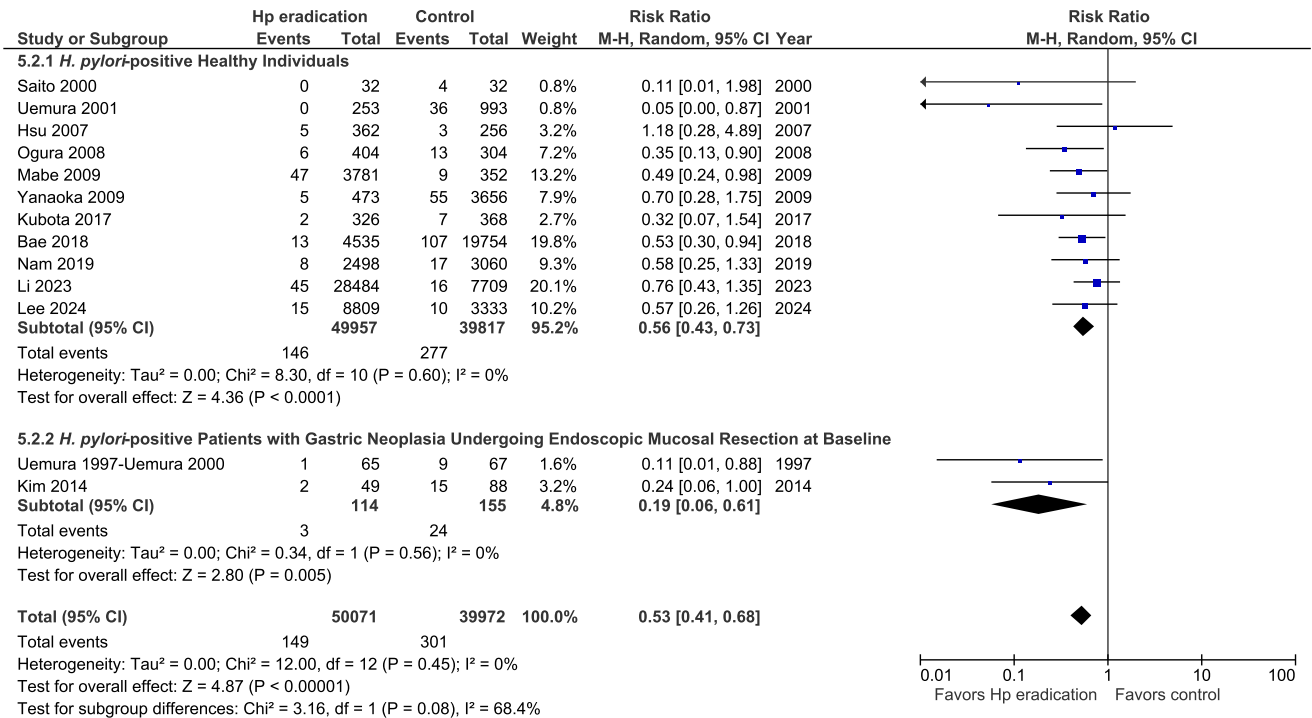 Hp eradication Control Risk Ratio Risk Ratio
Study or Subgroup Events Total Events Total Weight M-H, Random, 95% CI Year M-H, Random, 95% CI
5.2.1 H. pylori-positive Healthy Individuals
Saito 2000 0 32 4 32 0.8% 0.11 [0.01, 1.98] 2000
Uemura 2001 0 253 36 993 0.8% 0.05 [0.00, 0.87] 2001
Hsu 2007 5 362 3 256 3.2% 1.18 [0.28, 4.89] 2007
Ogura 2008 6 404 13 304 7.2% 0.35 [0.13, 0.90] 2008
Mabe 2009 47 3781 9 352 13.2% 0.49 [0.24, 0.98] 2009
Yanaoka 2009 5 473 55 3656 7.9% 0.70 [0.28, 1.75] 2009
Kubota 2017 2 326 7 368 2.7% 0.32 [0.07, 1.54] 2017
Bae 2018 13 4535 107 19754 19.8% 0.53 [0.30, 0.94] 2018
Nam 2019 8 2498 17 3060 9.3% 0.58 [0.25, 1.33] 2019
Li 2023 45 28484 16 7709 20.1% 0.76 [0.43, 1.35] 2023
Lee 2024 15 8809 10 3333 10.2% 0.57 [0.26, 1.26] 2024
Subtotal (95% CI) 49957 39817 95.2% 0.56 [0.43, 0.73]
Total events 146 277
Heterogeneity: Tau² = 0.00; Chi² = 8.30, df = 10 (P = 0.60); I² = 0%
Test for overall effect: Z = 4.36 (P < 0.0001)
5.2.2 H. pylori-positive Patients with Gastric Neoplasia Undergoing Endoscopic Mucosal Resection at Baseline
Uemura 1997-Uemura 2000 1 65 9 67 1.6% 0.11 [0.01, 0.88] 1997
Kim 2014 2 49 15 88 3.2% 0.24 [0.06, 1.00] 2014
Subtotal (95% CI) 114 155 4.8% 0.19 [0.06, 0.61]
Total events 3 24
Heterogeneity: Tau² = 0.00; Chi² = 0.34, df = 1 (P = 0.56); I² = 0%
Test for overall effect: Z = 2.80 (P = 0.005)
Total (95% CI) 50071 39972 100.0% 0.53 [0.41, 0.68]
Total events 149 301
Heterogeneity: Tau² = 0.00; Chi² = 12.00, df = 12 (P = 0.45); I² = 0%
Test for overall effect: Z = 4.87 (P < 0.00001)
Test for subgroup differences: Chi² = 3.16, df = 1 (P = 0.08), I² = 68.4%
0.01 0.1 1 10 100
Favors Hp eradication Favors control